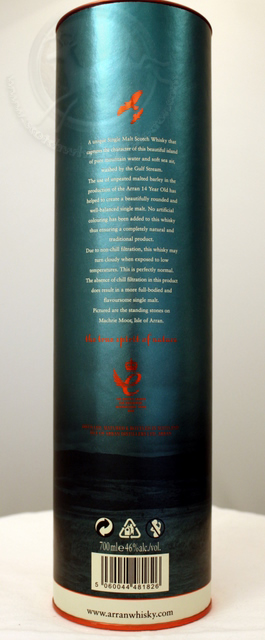 A unique Single Malt Scotch Whisky that
captures the character of this beautiful island
of pure mountain water and soft sea air,
washed by the Gulf Stream.
The use of unpeated malted barley in the
production of the Arran 14 Year Old has
helped to create a beautifully rounded and
well balanced single malt. No artificial
colouring has been added to this whisky
thus ensuring a completely natural and
traditional product.
Due to non-chill filtration, this whisky may
turn cloudy when exposed to low
temperatures. This is perfectly normal.
The absence of chill filtration in this product
does result in a more full-bodied and
flavoursome single malt.
Pictured are the standing stones on
Machrie Moor, Isle of Arran.
700ml e 46%alc./vol.
5 060044 481826
www.arranwhisky.com